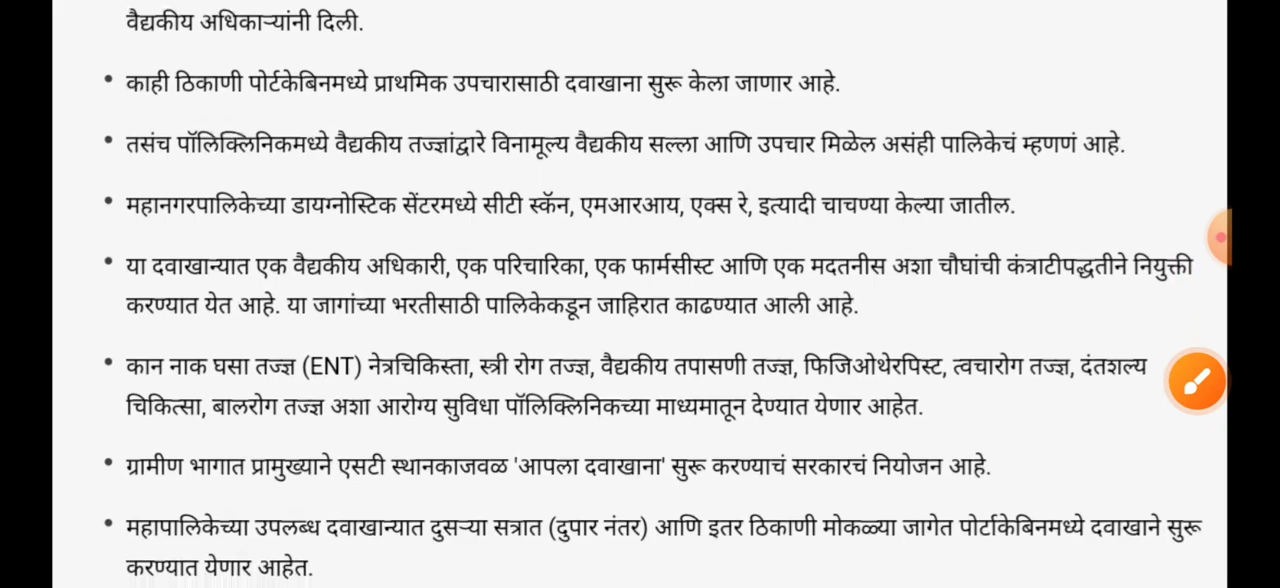 वैद्यकीय अधिकाऱ्यांनी दिली.
• काही ठिकाणी पोर्टकेबिनमध्ये प्राथमिक उपचारासाठी दवाखाना सुरू केला जाणार आहे.
• तसंच पॉलिक्लिनिकमध्ये वैद्यकीय तज्ज्ञांद्वारे विनामूल्य वैद्यकीय सल्ला आणि उपचार मिळेल असंही पालिकेचं म्हणणं आहे.
• महानगरपालिकेच्या डायग्नोस्टिक सेंटरमध्ये सीटी स्कॅन, एमआरआय, एक्स रे, इत्यादी चाचण्या केल्या जातील.
• या दवाखान्यात एक वैद्यकीय अधिकारी, एक परिचारिका, एक फार्मसीस्ट आणि एक मदतनीस अशा चौघांची कंत्राटीपद्धतीने नियुक्ती
करण्यात येत आहे. या जागांच्या भरतीसाठी पालिकेकडून जाहिरात काढण्यात आली आहे.
• कान नाक घसा तज्ज्ञ (ENT) नेत्रचिकिस्ता, स्त्री रोग तज्ज्ञ, वैद्यकीय तपासणी तज्ज्ञ, फिजिओथेरपिस्ट, त्वचारोग तज्ज्ञ, दंतशल्य
चिकित्सा, बालरोग तज्ज्ञ अशा आरोग्य सुविधा पॉलिक्लिनिकच्या माध्यमातून देण्यात येणार आहेत.
• ग्रामीण भागात प्रामुख्याने एसटी स्थानकाजवळ 'आपला दवाखाना' सुरू करण्याचं सरकारचं नियोजन आहे.
• महापालिकेच्या उपलब्ध दवाखान्यात दुसऱ्या सत्रात (दुपार नंतर) आणि इतर ठिकाणी मोकळ्या जागेत पोर्टाकेबिनमध्ये दवाखाने सुरू
करण्यात येणार आहेत.